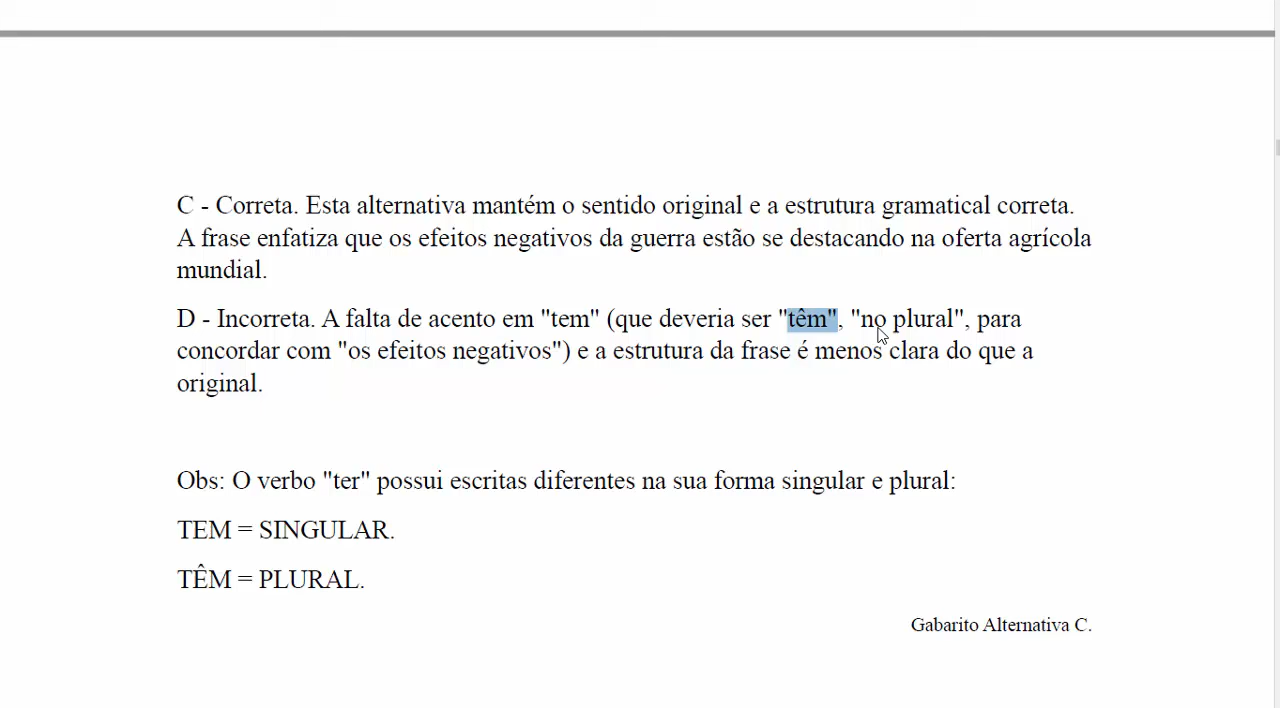 C - Correta. Esta alternativa mantém o sentido original e a estrutura gramatical correta.
A frase enfatiza que os efeitos negativos da guerra estão se destacando na oferta agrícola
mundial.
D - Incorreta. A falta de acento em "tem" (que deveria ser "têm", "no plural", para
concordar com "os efeitos negativos") e a estrutura da frase é menos clara do que a
original.
Obs: O verbo "ter" possui escritas diferentes na sua forma singular e plural:
TEM = SINGULAR.
TÊM = PLURAL.
Gabarito Alternativa C.